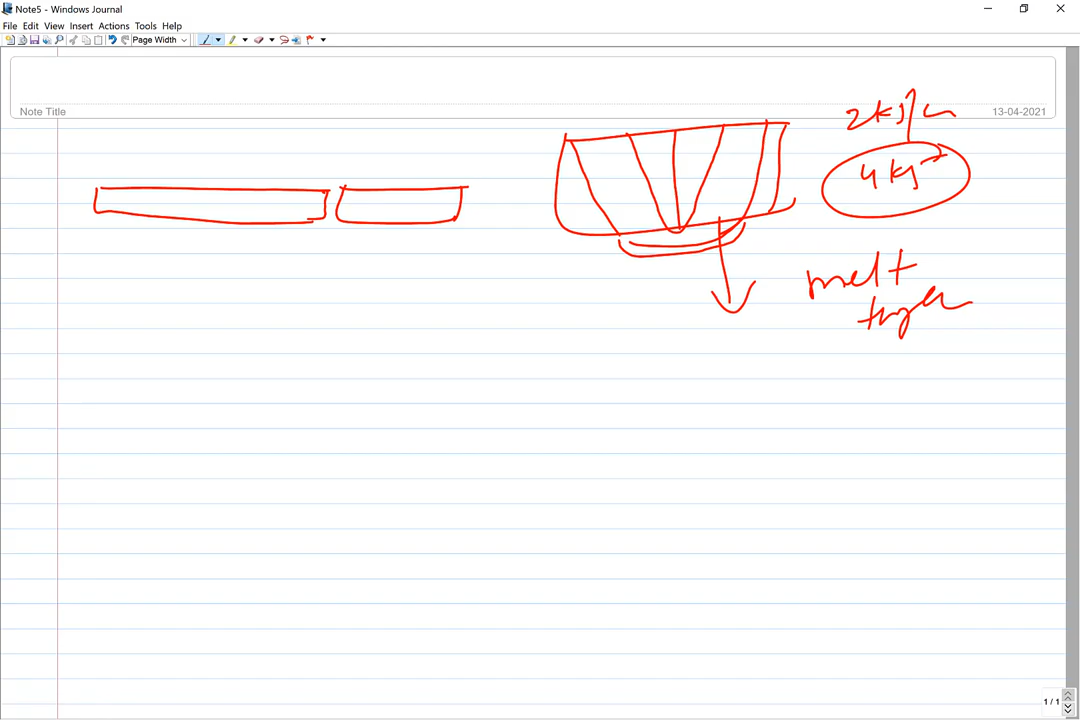 Note5 - Windows Journal
File Edit View Insert Actions Tools Help
Page Width
Note Title
13-04-2021
2kJ/
4kJ
melt
1/1